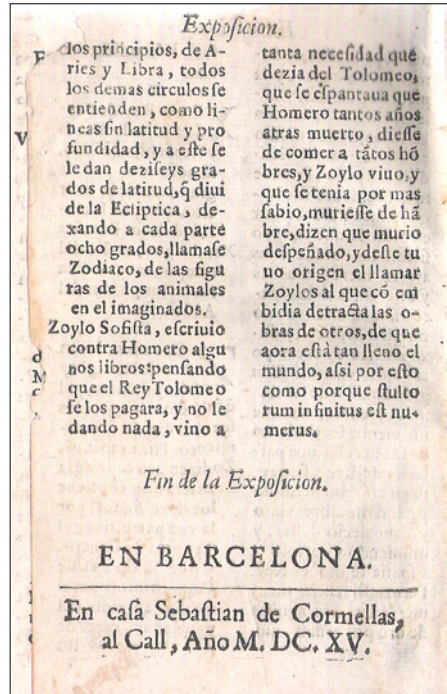 Exposicion.
los principios, de A-
ries y Libra, todos
los demas circulos se
entienden, como li-
neas sin latitud y pro
fundidad, y a este se
le dan deziseys gra-
dos de latitud, q̃ diui
de la Ecliptica, de-
xando a cada parte
ocho grados, llamase
Zodiaco, de las figu
ras de los animales
en el imaginados.
Zoylo Sofista, escriuio
contra Homero algu
nos libros: pensando
que el Rey Tolomeo
se los pagara, y no le
dando nada, vino a
tanta necesidad que
dezia del Tolomeo,
que se espantaua que
Homero tantos años
atras muerto, diesse
de comer a tãtos hõ
bres, y Zoylo viuo, y
que se tenia por mas
sabio, muriesse de hã
bre, dizen que murio
despeñado, y deste tu
uo origen el llamar
Zoylos al que cõ em
bidia detracta las o-
bras de otros, de que
aora està tan lleno el
mundo, assi por esto
como porque stulto
rum infinitus est nu-
merus.
Fin de la Exposicion.
EN BARCELONA.
En casa Sebastian de Cormellas,
al Call, Año M. DC. XV.